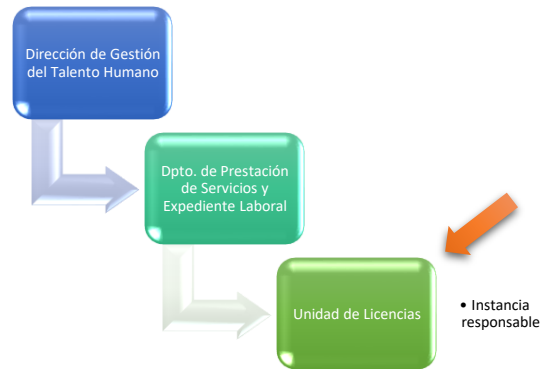 Dirección de Gestión
del Talento Humano
Dpto. de Prestación
de Servicios y
Expediente Laboral
Unidad de Licencias
• Instancia
responsable